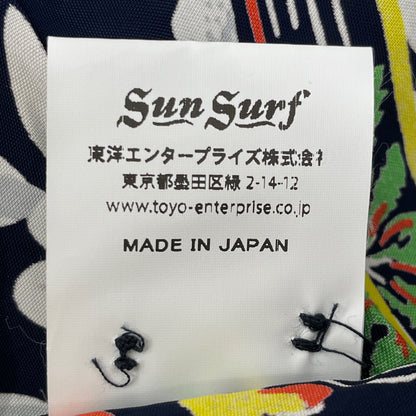 Sun Surf
東洋エンタープライズ株式会社
東京都墨田区緑 2-14-12
www.toyo-enterprise.co.jp
MADE IN JAPAN